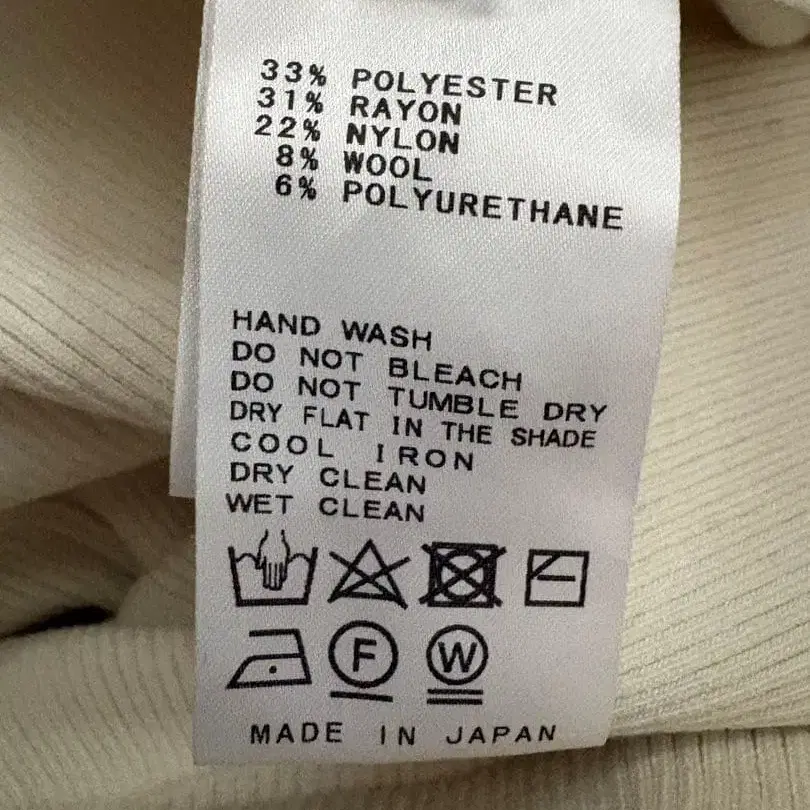 33% POLYESTER
31% RAYON
22% NYLON
8% WOOL
6% POLYURETHANE
HAND WASH
DO NOT BLEACH
DO NOT TUMBLE DRY
DRY FLAT IN THE SHADE
COOL IRON
DRY CLEAN
WET CLEAN
F W
MADE IN JAPAN